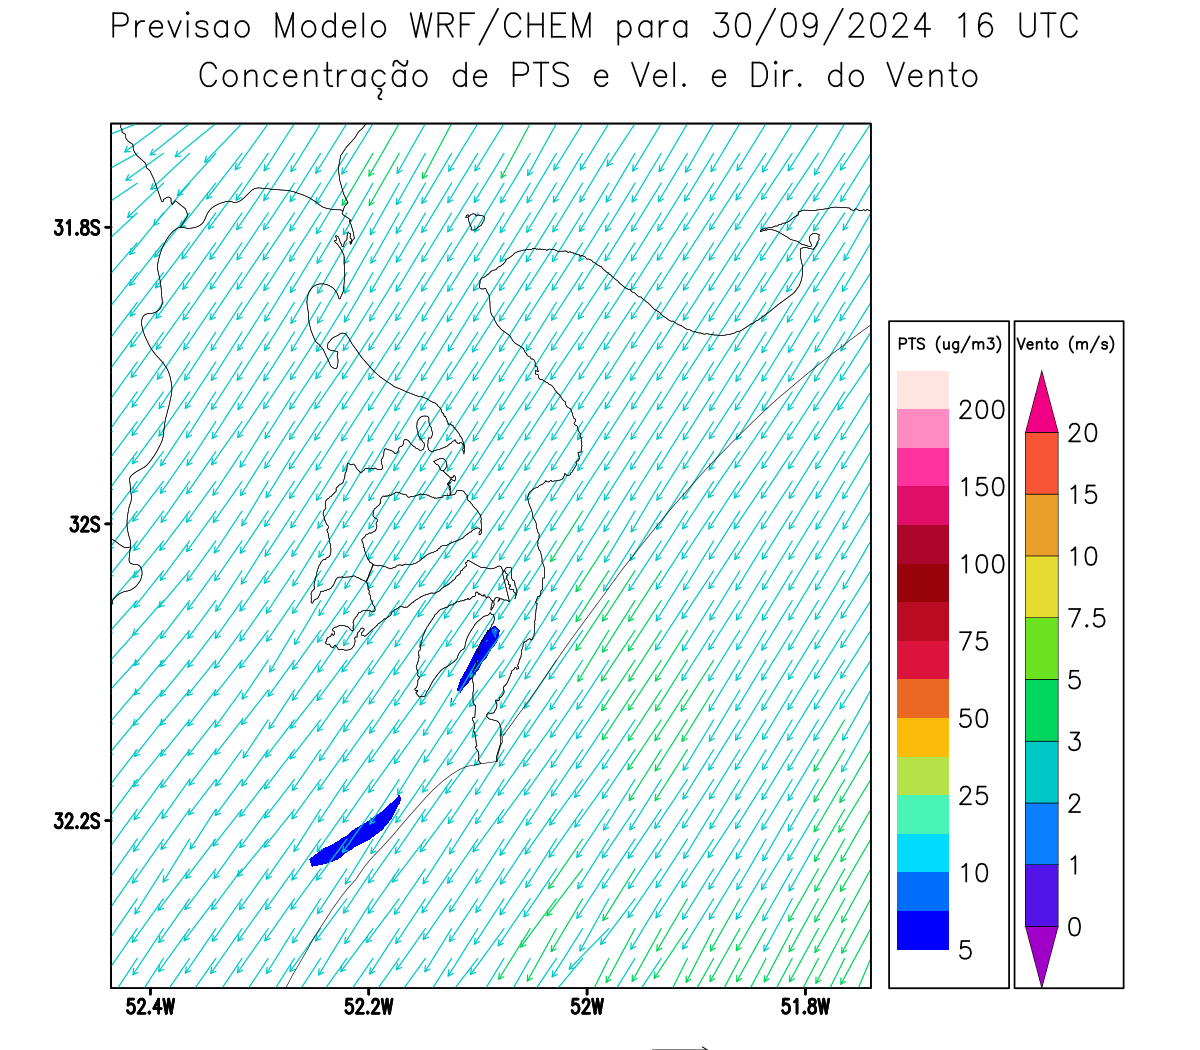 Previsao Modelo WRF/CHEM para 30/09/2024 16 UTC
Concentração de PTS e Vel. e Dir. do Vento
31.8S
32S
32.2S
52.4W
52.2W
52W
51.8W
PTS (ug/m3)
200
150
100
75
50
25
10
5
Vento (m/s)
20
15
10
7.5
5
3
2
1
0